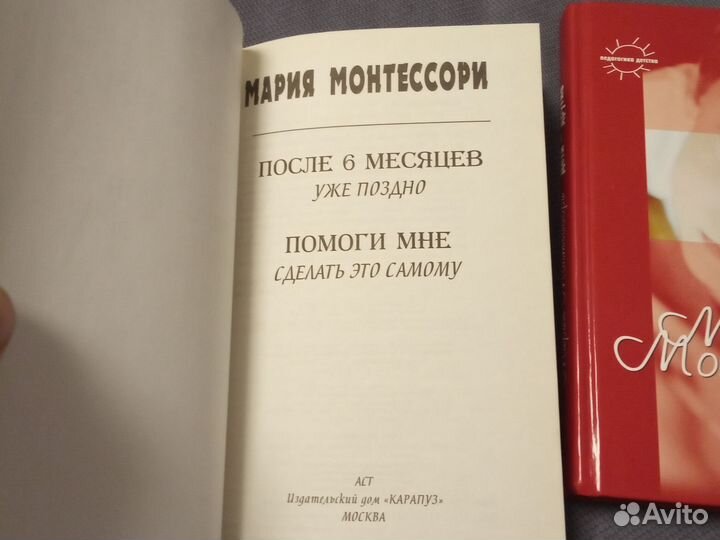 МАРИЯ МОНТЕССОРИ
ПОСЛЕ 6 МЕСЯЦЕВ
УЖЕ ПОЗДНО
ПОМОГИ МНЕ
СДЕЛАТЬ ЭТО САМОМУ
АСТ
Издательский дом «КАРАПУЗ»
МОСКВА
педагогика детства
Avito